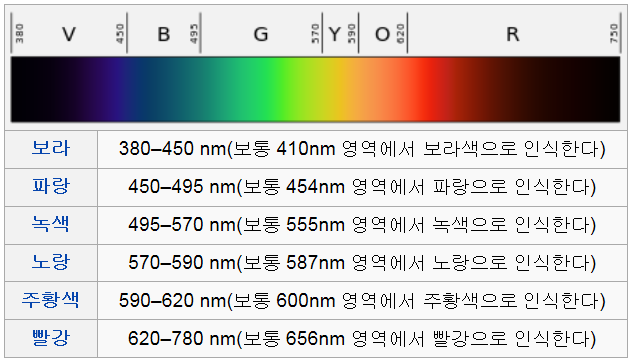 380 V 450 B 495 G 570 Y 590 O 620 R 750
보라 380–450 nm(보통 410nm 영역에서 보라색으로 인식한다)
파랑 450–495 nm(보통 454nm 영역에서 파랑으로 인식한다)
녹색 495–570 nm(보통 555nm 영역에서 녹색으로 인식한다)
노랑 570–590 nm(보통 587nm 영역에서 노랑으로 인식한다)
주황색 590–620 nm(보통 600nm 영역에서 주황색으로 인식한다)
빨강 620–780 nm(보통 656nm 영역에서 빨강으로 인식한다)